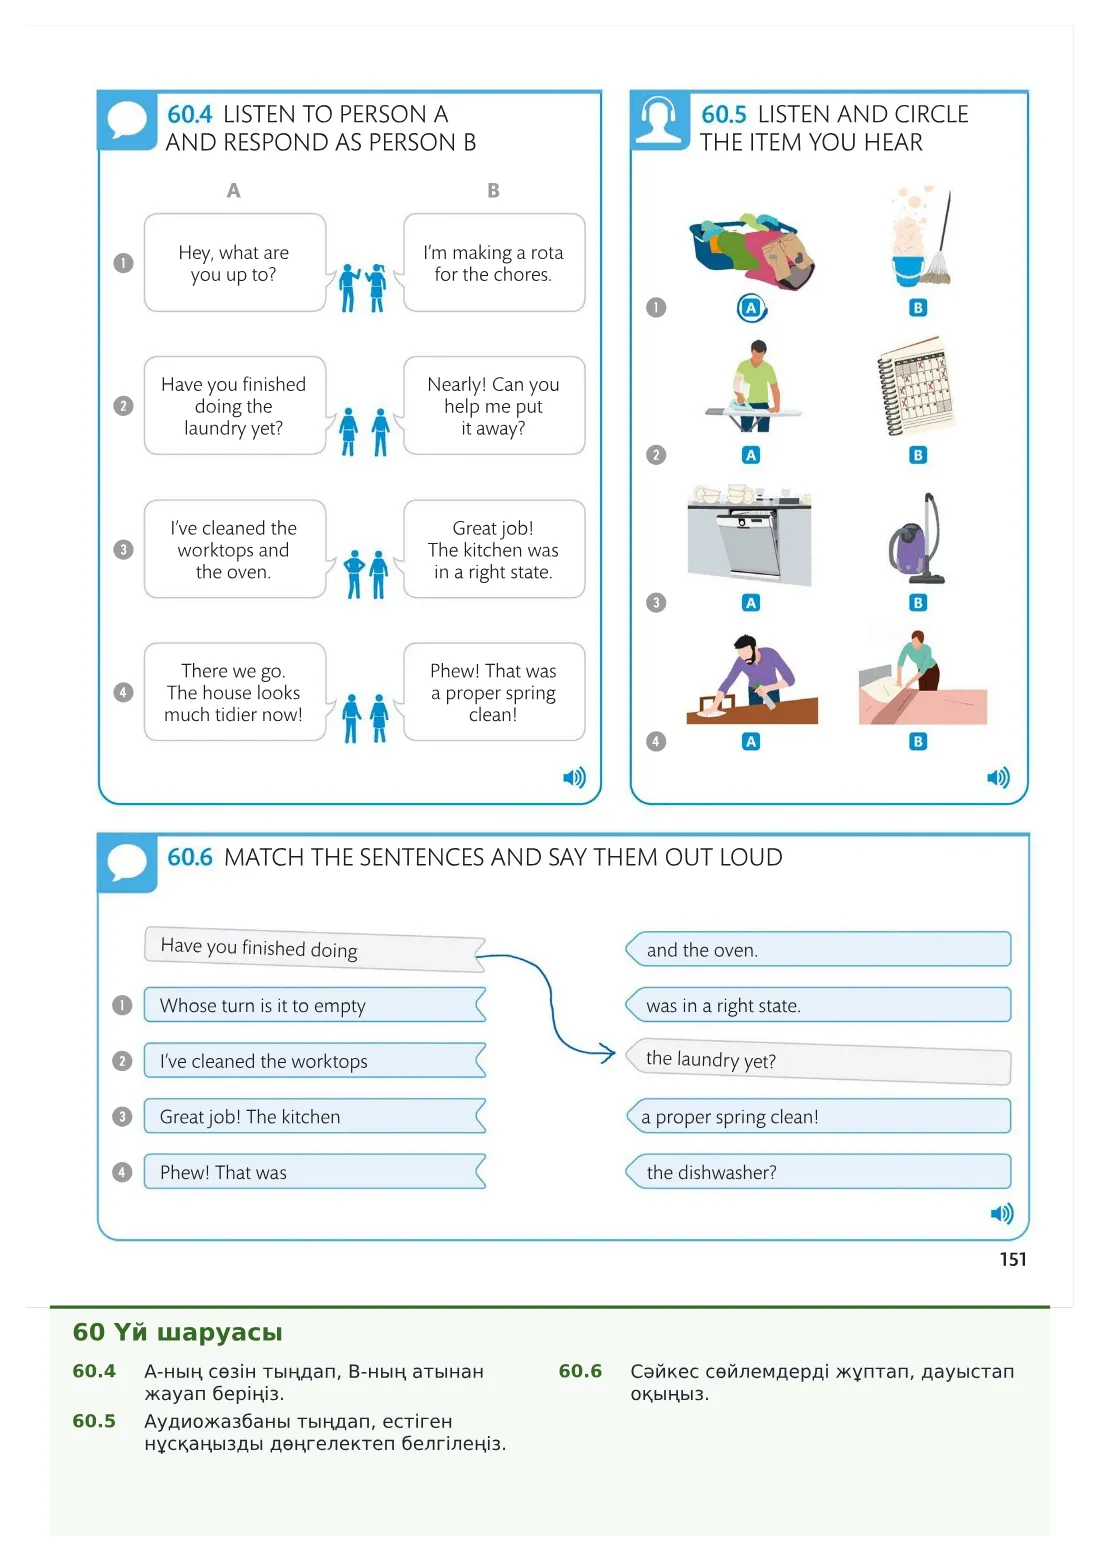 60.4 LISTEN TO PERSON A
AND RESPOND AS PERSON B
A
B
1
Hey, what are
you up to?
I'm making a rota
for the chores.
2
Have you finished
doing the
laundry yet?
Nearly! Can you
help me put
it away?
3
I've cleaned the
worktops and
the oven.
Great job!
The kitchen was
in a right state.
4
There we go.
The house looks
much tidier now!
Phew! That was
a proper spring
clean!
60.5 LISTEN AND CIRCLE
THE ITEM YOU HEAR
1
A
B
2
A
B
3
A
B
4
A
B
60.6 MATCH THE SENTENCES AND SAY THEM OUT LOUD
Have you finished doing
and the oven.
1
Whose turn is it to empty
was in a right state.
2
I've cleaned the worktops
the laundry yet?
3
Great job! The kitchen
a proper spring clean!
4
Phew! That was
the dishwasher?
151
60 Үй шаруасы
60.4 А-ның сөзін тыңдап, В-ның атынан
жауап беріңіз.
60.5 Аудиожазбаны тыңдап, естіген
нұсқаңызды дөңгелектеп белгілеңіз.
60.6 Сәйкес сөйлемдерді жұптап, дауыстап
оқыңыз.